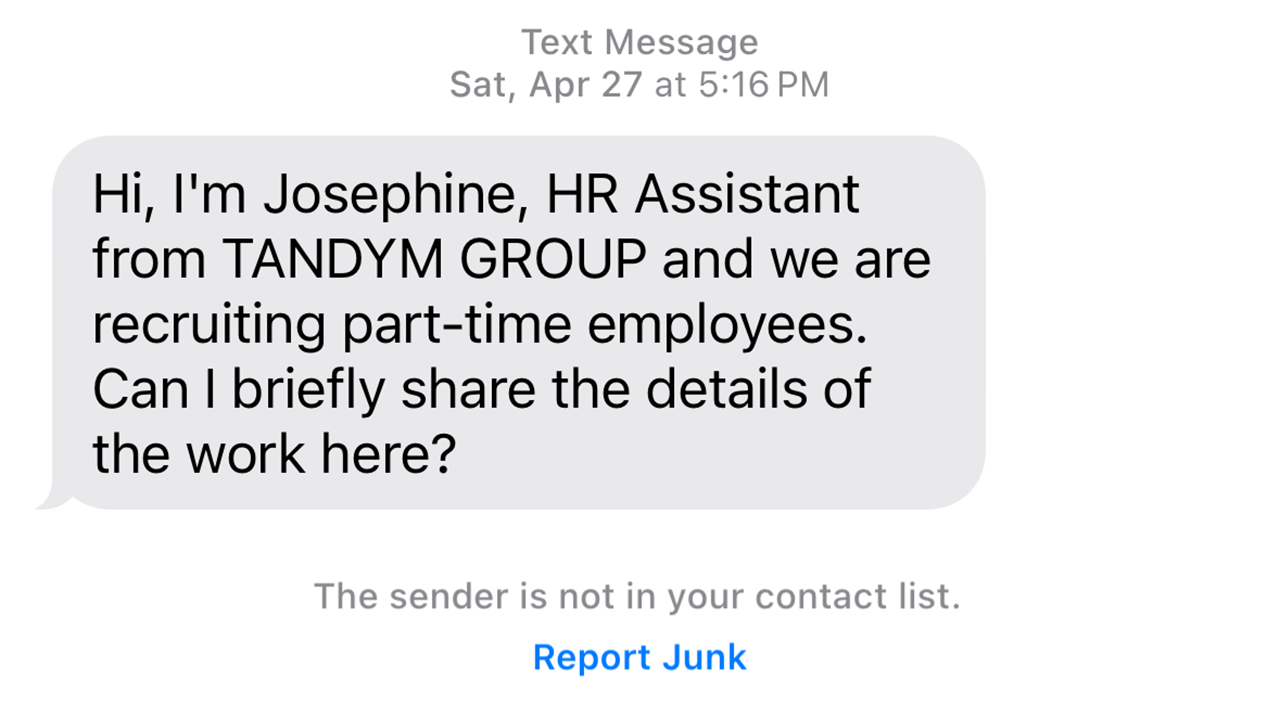 Text Message
Sat, Apr 27 at 5:16 PM
Hi, I'm Josephine, HR Assistant
from TANDYM GROUP and we are
recruiting part-time employees.
Can I briefly share the details of
the work here?
The sender is not in your contact list.
Report Junk